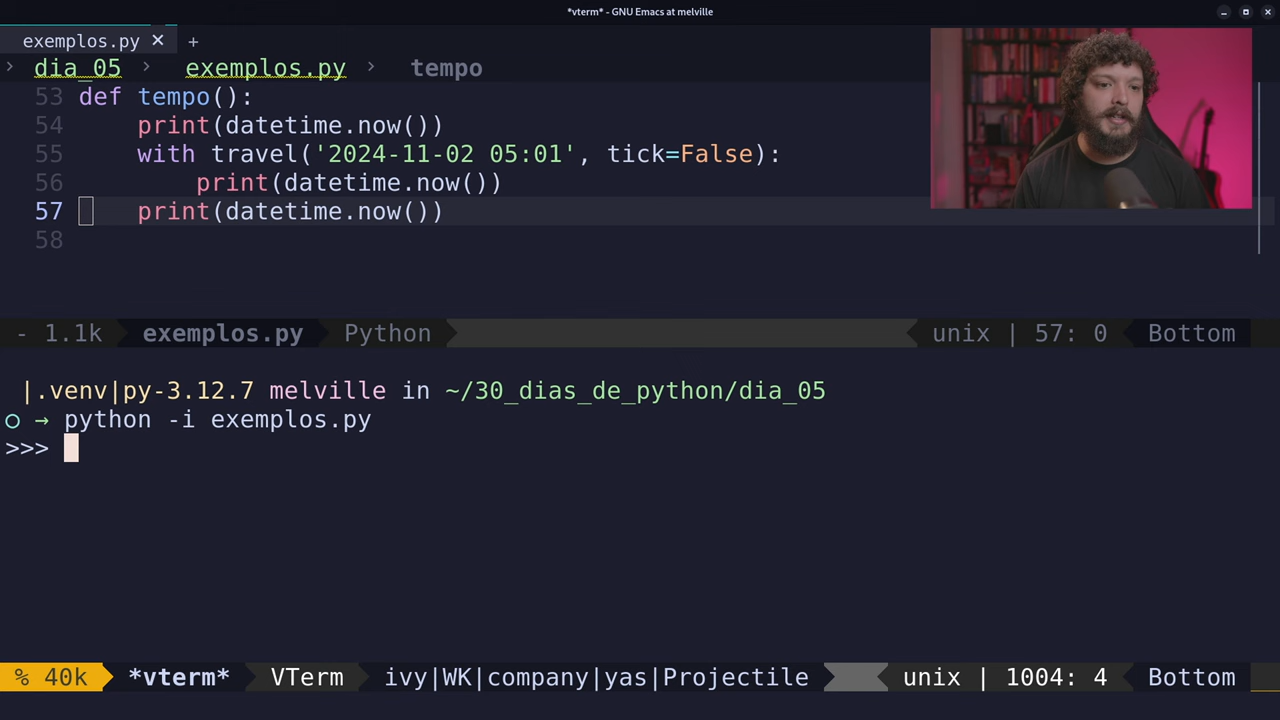 *vterm* - GNU Emacs at melville
exemplos.py × +
› dia_05 › exemplos.py › tempo
53 def tempo():
54     print(datetime.now())
55     with travel('2024-11-02 05:01', tick=False):
56         print(datetime.now())
57     print(datetime.now())
58
- 1.1k exemplos.py Python unix | 57: 0 Bottom
|.venv|py-3.12.7 melville in ~/30_dias_de_python/dia_05
○ → python -i exemplos.py
>>>
% 40k *vterm* VTerm ivy|WK|company|yas|Projectile unix | 1004: 4 Bottom